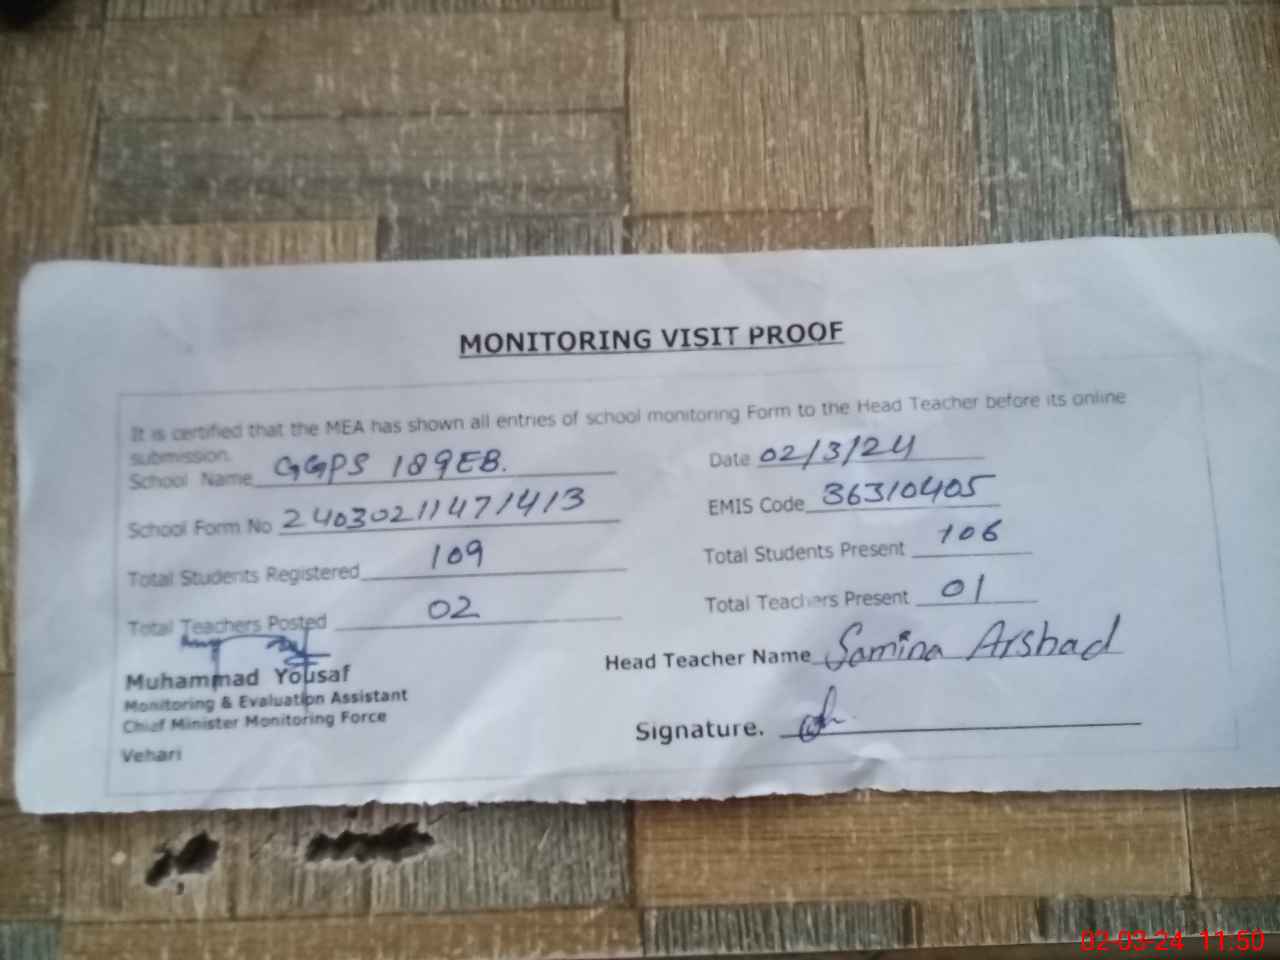 MONITORING VISIT PROOF
It is certified that the MEA has shown all entries of school monitoring Form to the Head Teacher before its online
submission.
School Name GGPS 189EB. Date 02/3/24
School Form No 24030211471413 EMIS Code 36310405
Total Students Registered 109 Total Students Present 106
Total Teachers Posted 02 Total Teachers Present 01
Head Teacher Name Samina Arshad
Muhammad Yousaf
Monitoring & Evaluation Assistant
Chief Minister Monitoring Force
Signature.
Vehari
02-03-24 11:50